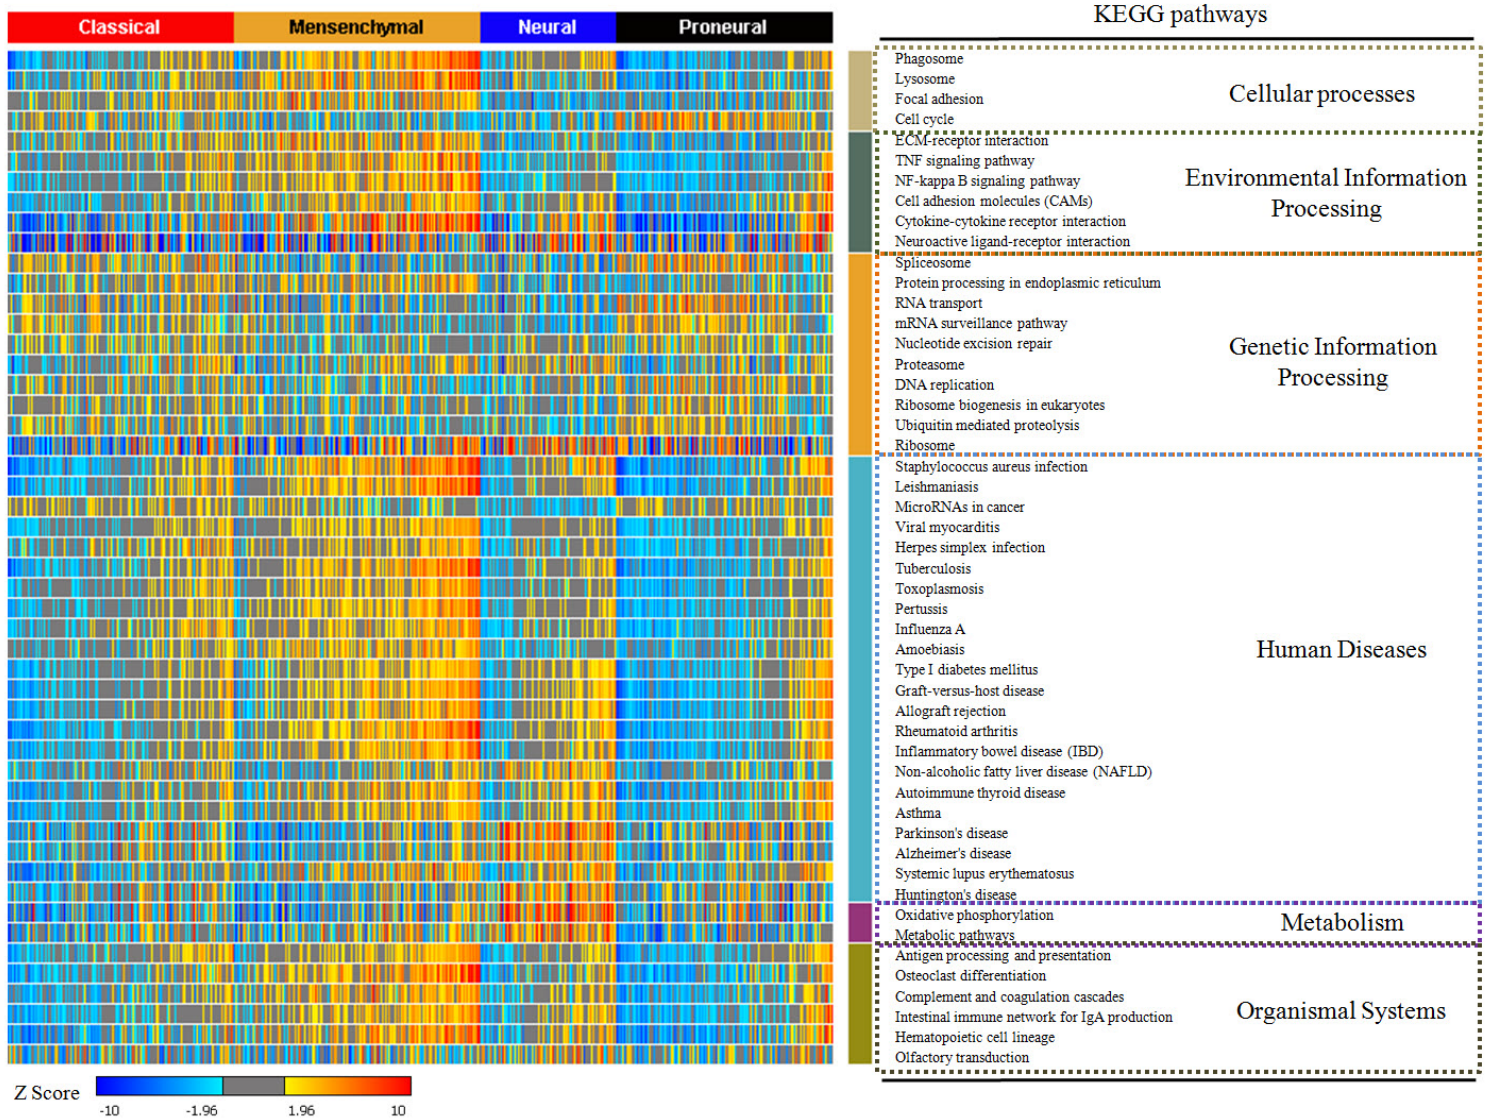 Classical Mensenchymal Neural Proneural
KEGG pathways
Phagosome
Lysosome
Focal adhesion
Cell cycle
Cellular processes
ECM-receptor interaction
TNF signaling pathway
NF-kappa B signaling pathway
Cell adhesion molecules (CAMs)
Cytokine-cytokine receptor interaction
Neuroactive ligand-receptor interaction
Environmental Information
Processing
Spliceosome
Protein processing in endoplasmic reticulum
RNA transport
mRNA surveillance pathway
Nucleotide excision repair
Proteasome
DNA replication
Ribosome biogenesis in eukaryotes
Ubiquitin mediated proteolysis
Ribosome
Genetic Information
Processing
Staphylococcus aureus infection
Leishmaniasis
MicroRNAs in cancer
Viral myocarditis
Herpes simplex infection
Tuberculosis
Toxoplasmosis
Pertussis
Influenza A
Amoebiasis
Type I diabetes mellitus
Graft-versus-host disease
Allograft rejection
Rheumatoid arthritis
Inflammatory bowel disease (IBD)
Non-alcoholic fatty liver disease (NAFLD)
Autoimmune thyroid disease
Asthma
Parkinson's disease
Alzheimer's disease
Systemic lupus erythematosus
Huntington's disease
Human Diseases
Oxidative phosphorylation
Metabolic pathways
Metabolism
Antigen processing and presentation
Osteoclast differentiation
Complement and coagulation cascades
Intestinal immune network for IgA production
Hematopoietic cell lineage
Olfactory transduction
Organismal Systems
Z Score
-10 -1.96 1.96 10